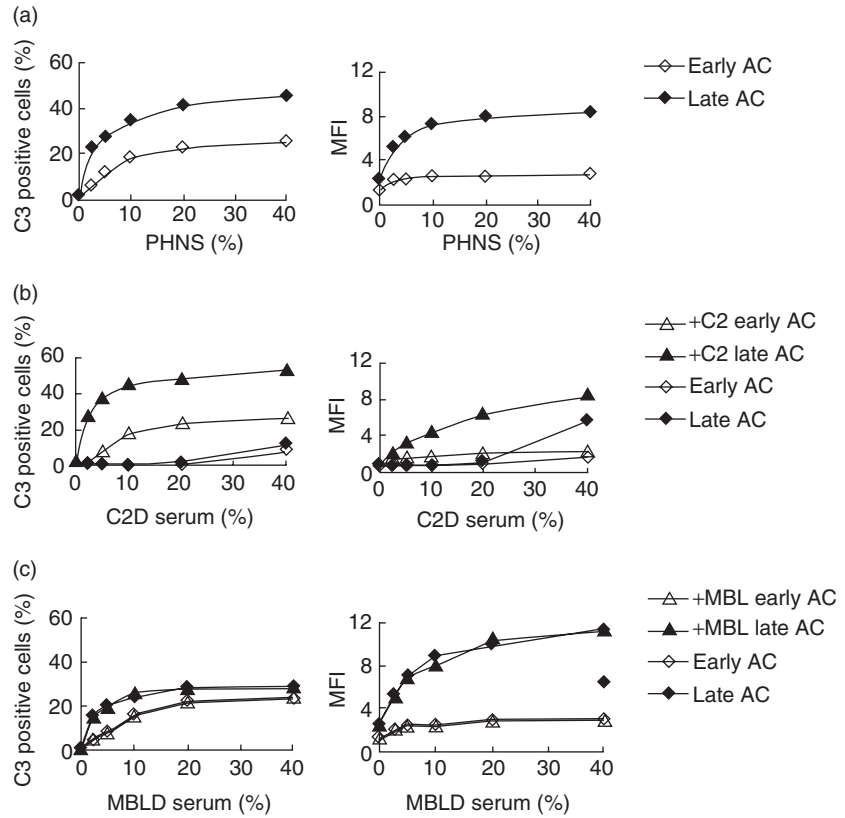 (a)
C3 positive cells (%)
60
40
20
0
0 10 20 30 40
PHNS (%)
MFI
12
8
4
0
0 10 20 30 40
PHNS (%)
Early AC
Late AC
(b)
C3 positive cells (%)
60
40
20
0
0 10 20 30 40
C2D serum (%)
MFI
12
8
4
0
0 10 20 30 40
C2D serum (%)
+C2 early AC
+C2 late AC
Early AC
Late AC
(c)
C3 positive cells (%)
60
40
20
0
0 10 20 30 40
MBLD serum (%)
MFI
12
8
4
0
0 10 20 30 40
MBLD serum (%)
+MBL early AC
+MBL late AC
Early AC
Late AC